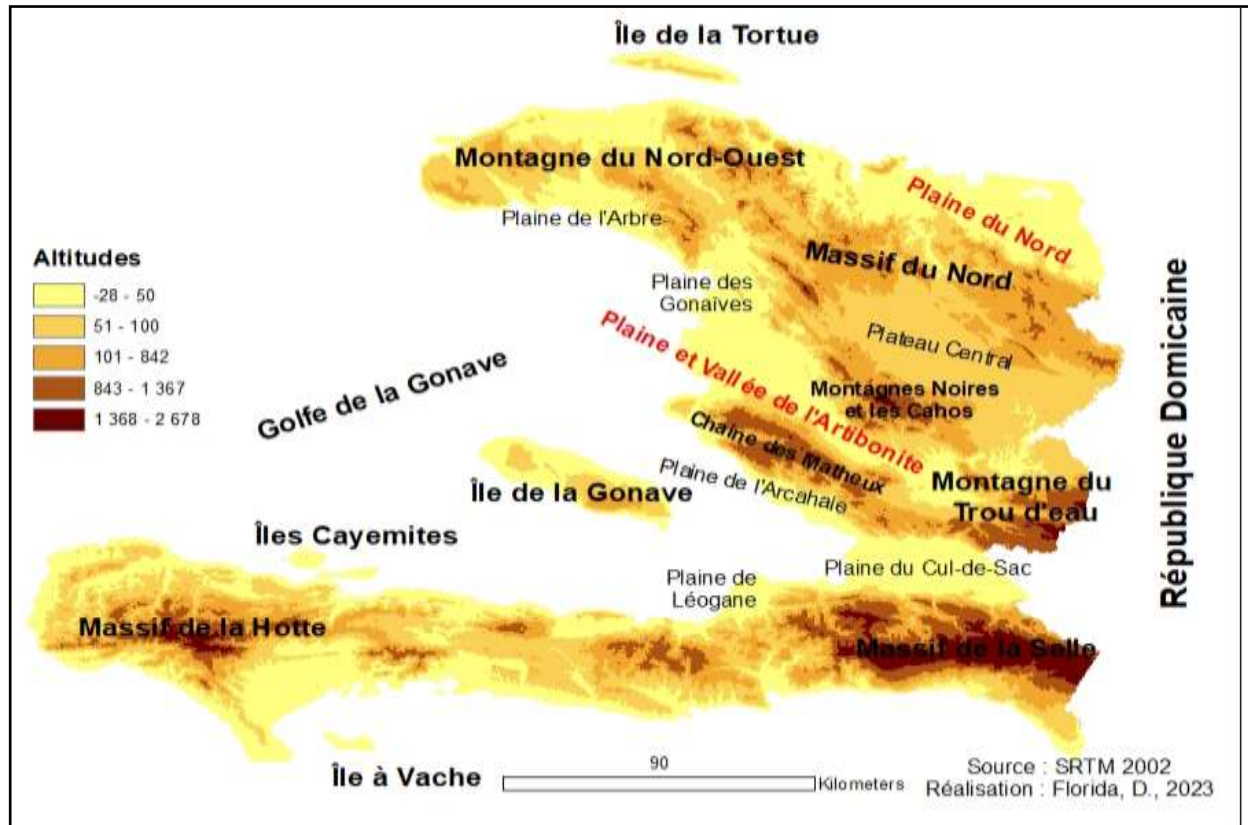 Île de la Tortue
Montagne du Nord-Ouest
Plaine du Nord
Plaine de l'Arbre
Massif du Nord
Altitudes
-28 - 50
51 - 100
101 - 842
843 - 1 367
1 368 - 2 678
Plaine des
Gonaïves
Plateau Central
Plaine et Vallée de l'Artibonite
Montagnes Noires
et les Cahos
Golfe de la Gonave
Chaîne des Matheux
Plaine de l'Arcahaie
Île de la Gonave
Montagne du
Trou d'eau
République Domicaine
Îles Cayemites
Plaine du Cul-de-Sac
Plaine de
Léogane
Massif de la Hotte
Massif de la Selle
Île à Vache
90
Kilometers
Source : SRTM 2002
Réalisation : Florida, D., 2023